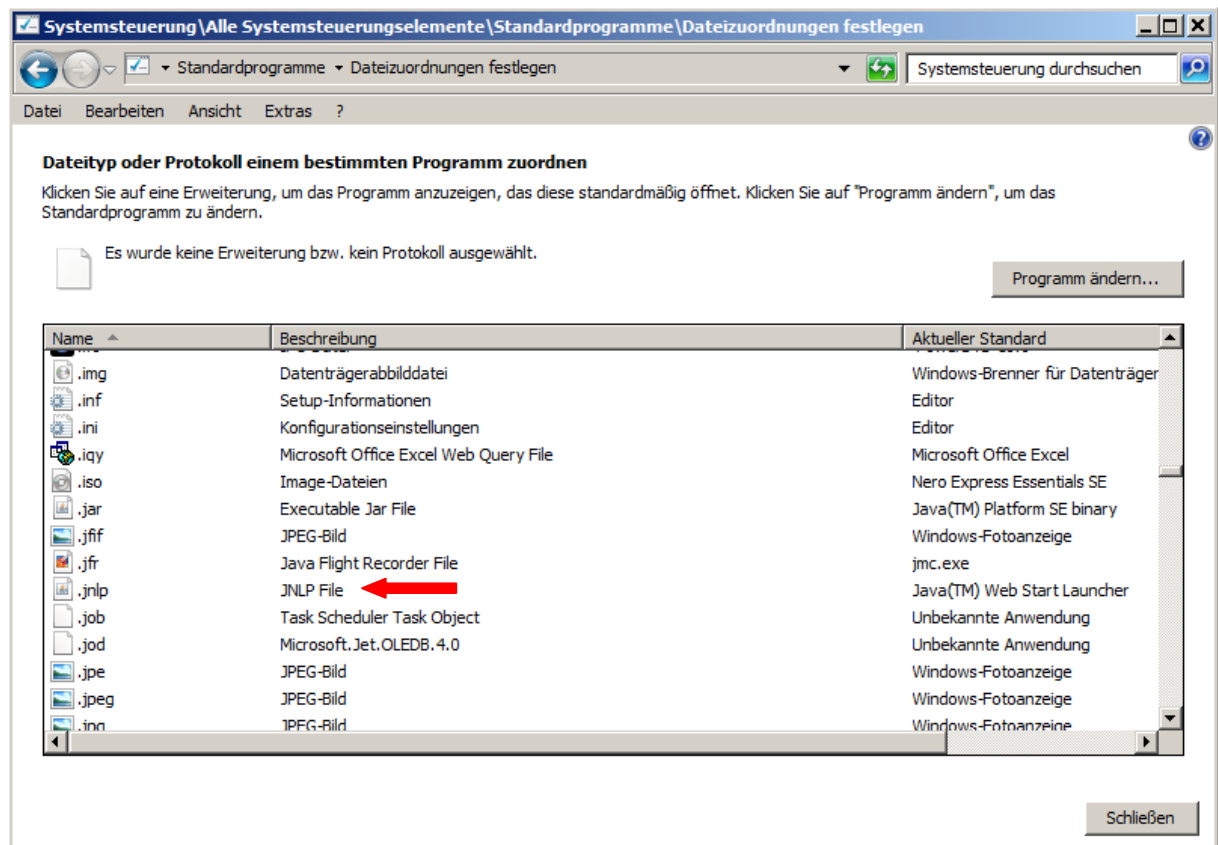 Systemsteuerung\Alle Systemsteuerungselemente\Standardprogramme\Dateizuordnungen festlegen
Standardprogramme Dateizuordnungen festlegen Systemsteuerung durchsuchen
Datei Bearbeiten Ansicht Extras ?
Dateityp oder Protokoll einem bestimmten Programm zuordnen
Klicken Sie auf eine Erweiterung, um das Programm anzuzeigen, das diese standardmäßig öffnet. Klicken Sie auf "Programm ändern", um das
Standardprogramm zu ändern.
Es wurde keine Erweiterung bzw. kein Protokoll ausgewählt.
Programm ändern...
Name Beschreibung Aktueller Standard
.img Datenträgerabbilddatei Windows-Brenner für Datenträger
.inf Setup-Informationen Editor
.ini Konfigurationseinstellungen Editor
.iqy Microsoft Office Excel Web Query File Microsoft Office Excel
.iso Image-Dateien Nero Express Essentials SE
.jar Executable Jar File Java(TM) Platform SE binary
.jfif JPEG-Bild Windows-Fotoanzeige
.jfr Java Flight Recorder File jmc.exe
.jnlp JNLP File Java(TM) Web Start Launcher
.job Task Scheduler Task Object Unbekannte Anwendung
.jod Microsoft.Jet.OLEDB.4.0 Unbekannte Anwendung
.jpe JPEG-Bild Windows-Fotoanzeige
.jpeg JPEG-Bild Windows-Fotoanzeige
.jpg JPEG-Bild Windows-Fotoanzeige
Schließen